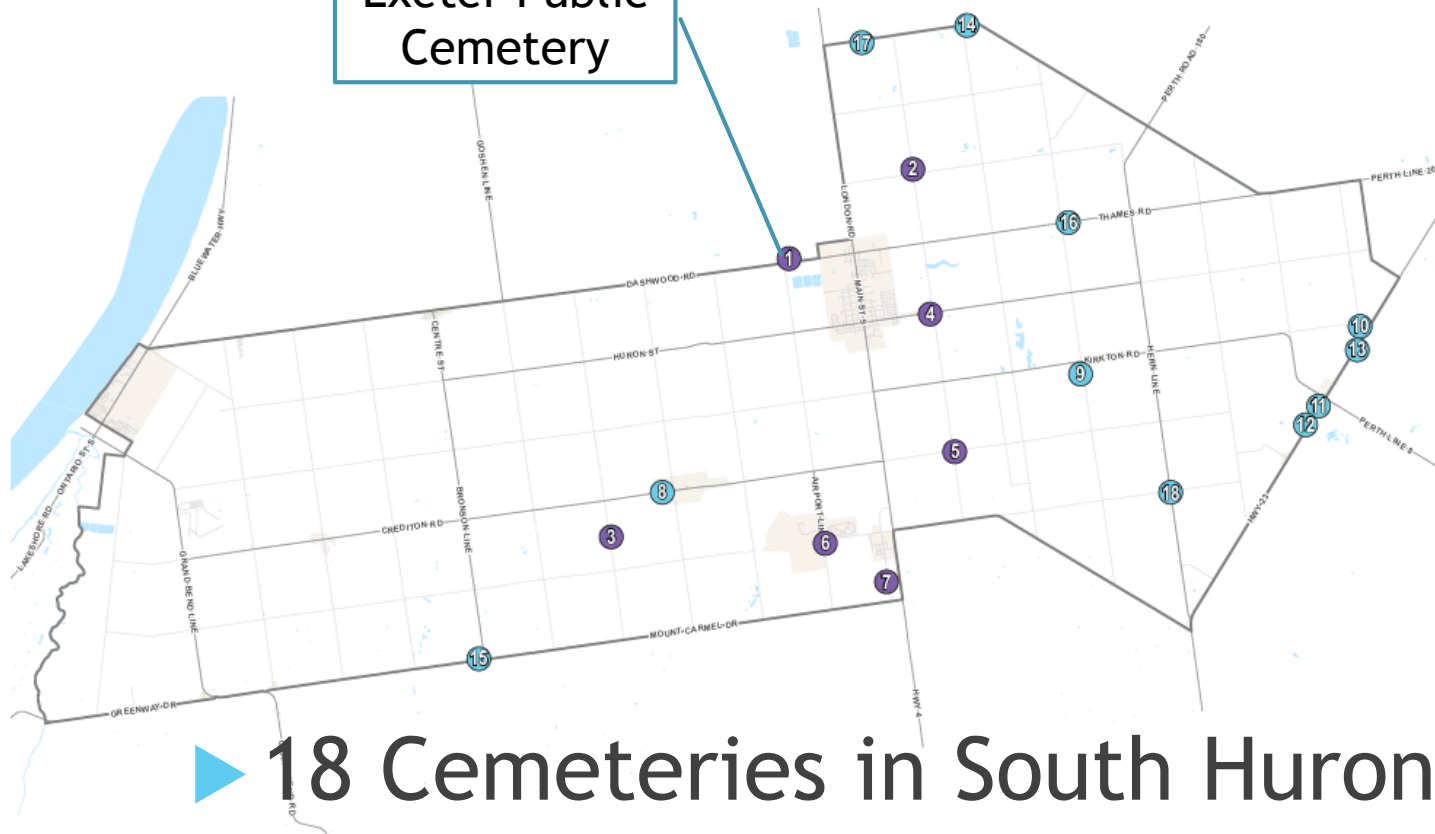 Exeter Public
Cemetery
17
14
PERTH ROAD 180
GOSHEN LINE
2
BLUEWATER HWY
LONDON RD
PERTH LINE 20
16
THAMES RD
1
DASHWOOD RD
MAIN ST S
4
CENTRE ST
HURON ST
10
13
KIRKTON RD
HERN LINE
9
11
12
PERTH LINE 8
LAKESHORE RD
ONTARIO ST S
5
8
18
AIRPORT LINE
BRONSON LINE
CREDITON RD
HWY 23
3
6
GRAND BEND LINE
7
MOUNT CARMEL DR
15
GREENWAY DR
HWY 4
RD
18 Cemeteries in South Huron